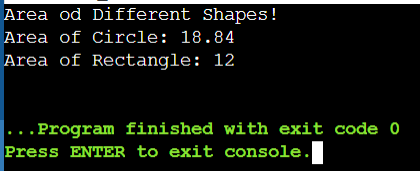 Area od Different Shapes!
Area of Circle: 18.84
Area of Rectangle: 12
...Program finished with exit code 0
Press ENTER to exit console.